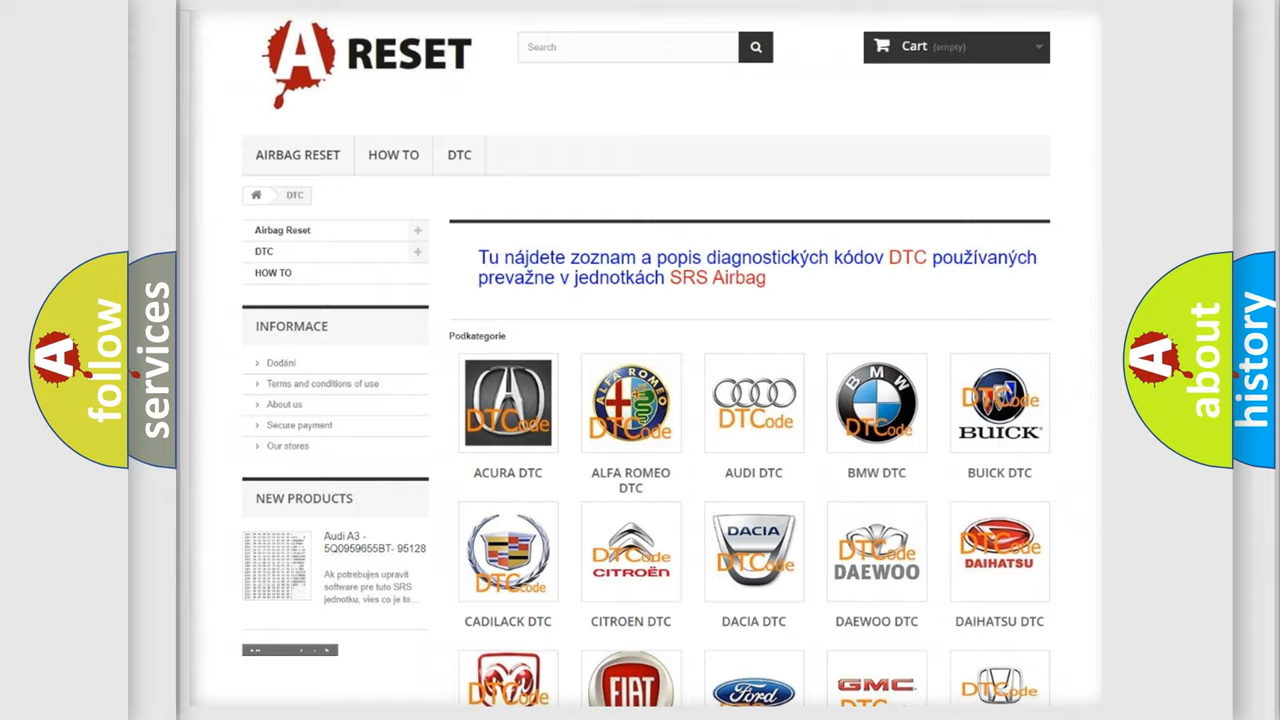 A RESET
Search
Cart (empty)
AIRBAG RESET
HOW TO
DTC
DTC
Airbag Reset
DTC
HOW TO
Tu nájdete zoznam a popis diagnostických kódov DTC používaných
prevažne v jednotkách SRS Airbag
INFORMACE
Dodání
Terms and conditions of use
About us
Secure payment
Our stores
NEW PRODUCTS
Audi A3 -
5Q0959655BT- 95128
Ak potrebujes upravit
software pre tuto SRS
jednotku, vies co je to...
Podkategorie
DTCode
ALFA ROMEO
DTCode
DTCode
BMW
DTCode
DTCode
BUICK
ACURA DTC
ALFA ROMEO
DTC
AUDI DTC
BMW DTC
BUICK DTC
DTCode
DTCode
CITROËN
DACIA
DTCode
DTCode
DAEWOO
DTCode
DAIHATSU
CADILACK DTC
CITROEN DTC
DACIA DTC
DAEWOO DTC
DAIHATSU DTC
DTCode
FIAT
Ford
GMC
DTCode
A follow
services
A about
history